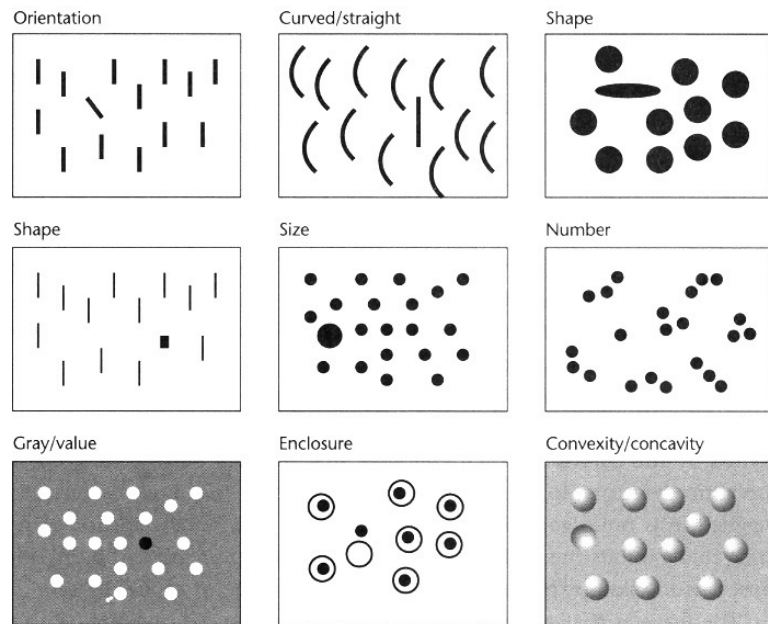 Orientation
Curved/straight
Shape
Shape
Size
Number
Gray/value
Enclosure
Convexity/concavity